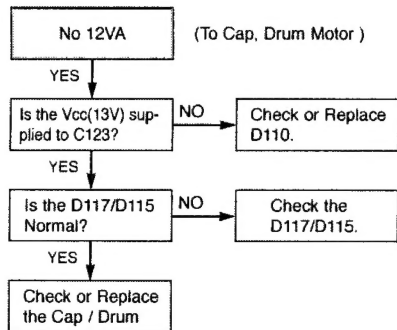 No 12VA
(To Cap, Drum Motor )
YES
Is the Vcc(13V) sup-
plied to C123?
NO
Check or Replace
D110.
YES
Is the D117/D115
Normal?
NO
Check the
D117/D115.
YES
Check or Replace
the Cap / Drum